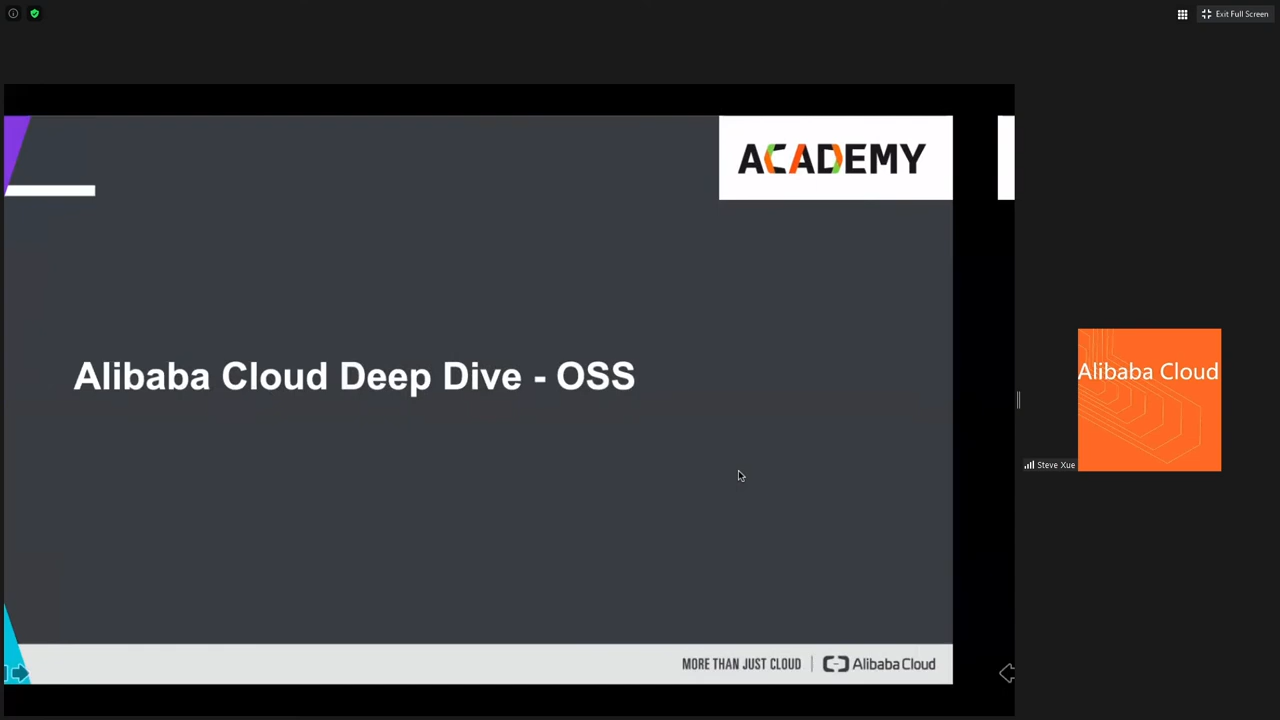 Exit Full Screen
ACADEMY
Alibaba Cloud Deep Dive - OSS
Alibaba Cloud
Steve Xue
MORE THAN JUST CLOUD | Alibaba Cloud